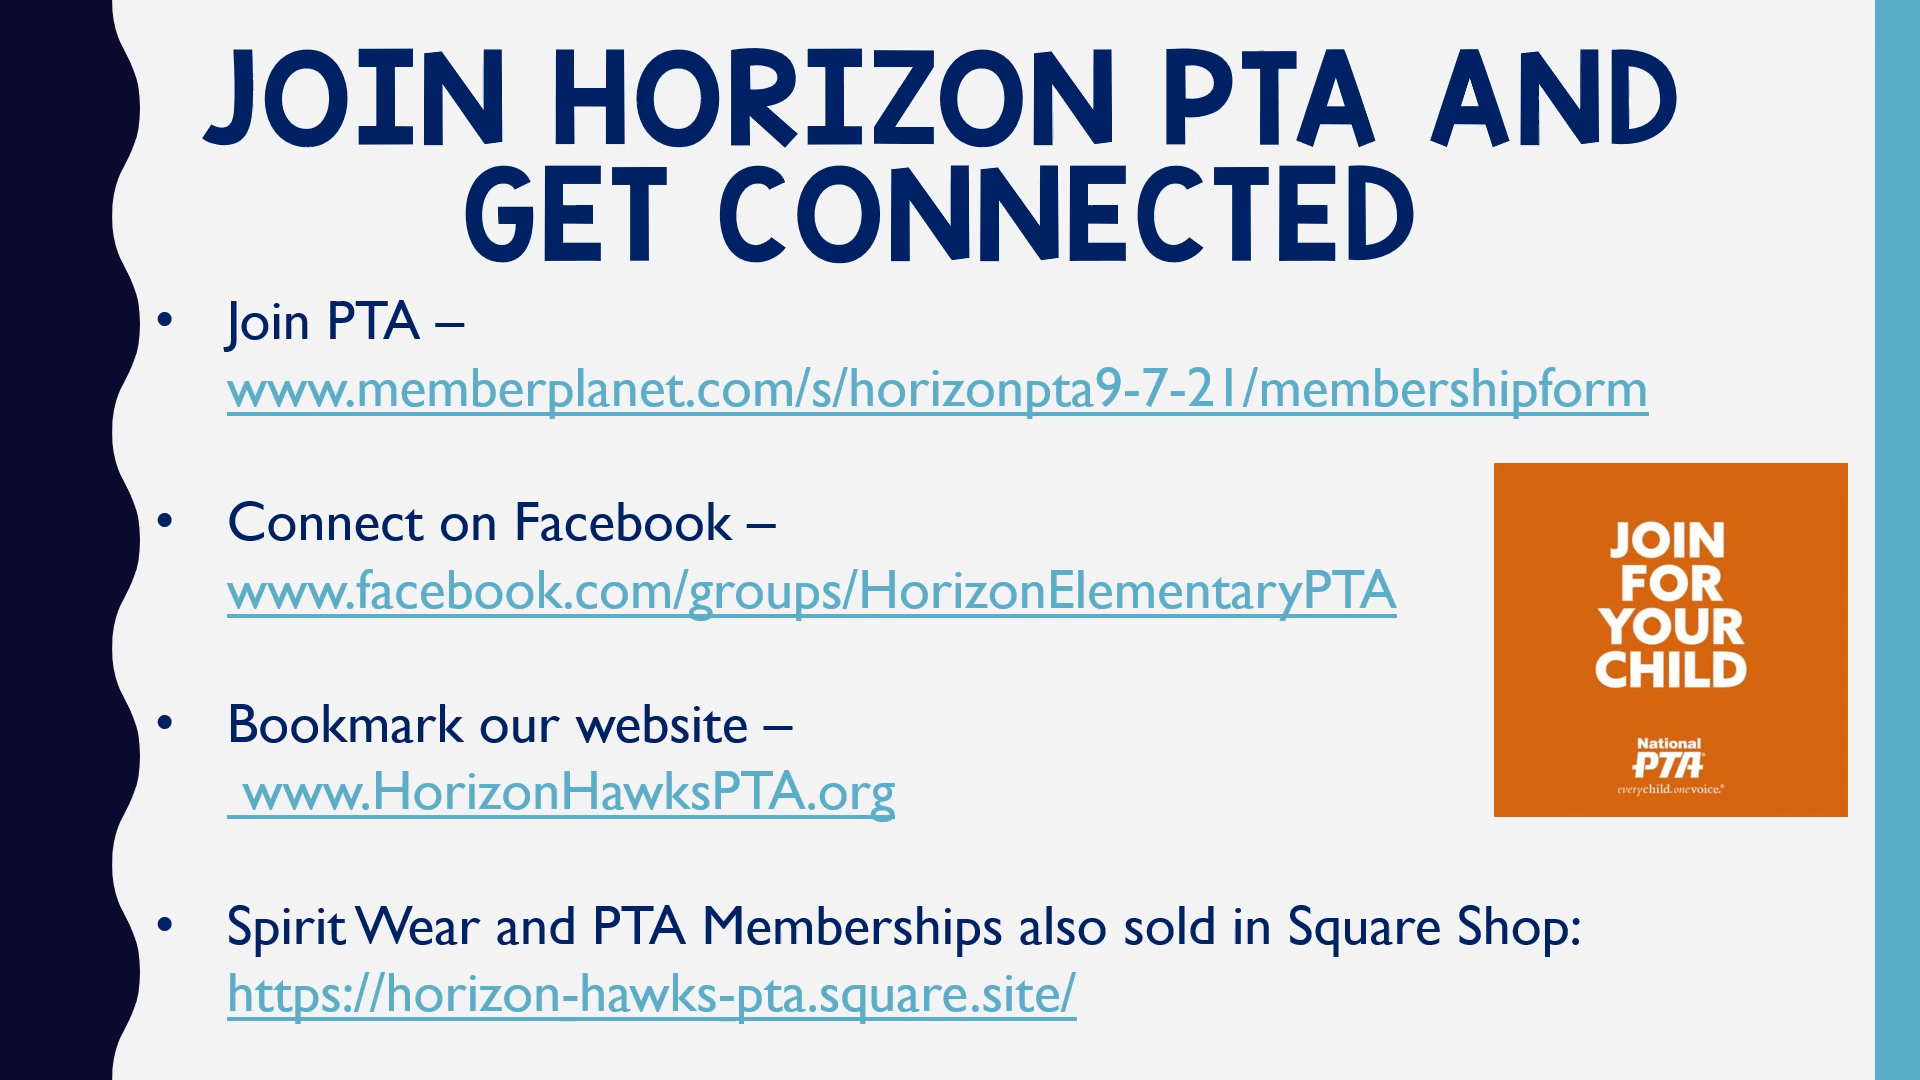 JOIN HORIZON PTA AND
GET CONNECTED
• Join PTA –
www.memberplanet.com/s/horizonpta9-7-21/membershipform
• Connect on Facebook –
www.facebook.com/groups/HorizonElementaryPTA
• Bookmark our website –
www.HorizonHawksPTA.org
• Spirit Wear and PTA Memberships also sold in Square Shop:
https://horizon-hawks-pta.square.site/
JOIN
FOR
YOUR
CHILD
National
PTA®
everychild.onevoice.®